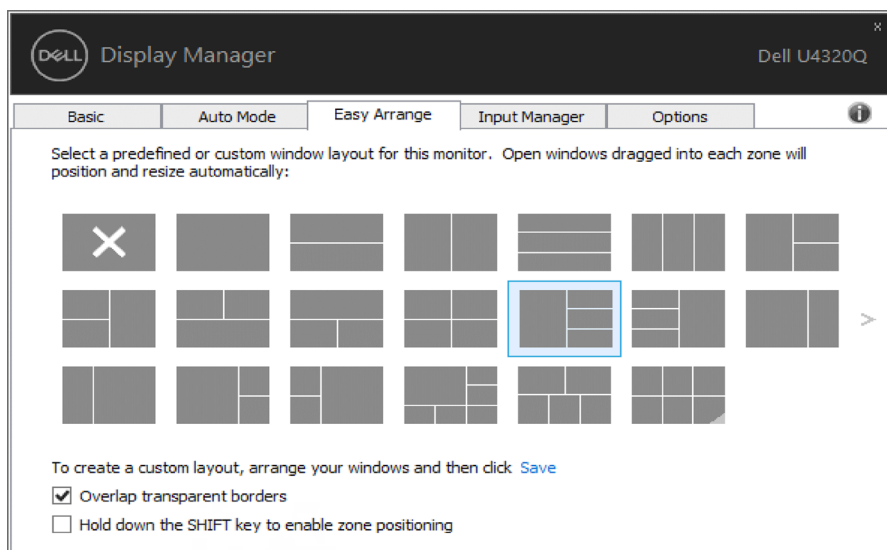 x
DELL Display Manager Dell U4320Q
Basic Auto Mode Easy Arrange Input Manager Options i
Select a predefined or custom window layout for this monitor. Open windows dragged into each zone will
position and resize automatically:
>
To create a custom layout, arrange your windows and then click Save
Overlap transparent borders
Hold down the SHIFT key to enable zone positioning